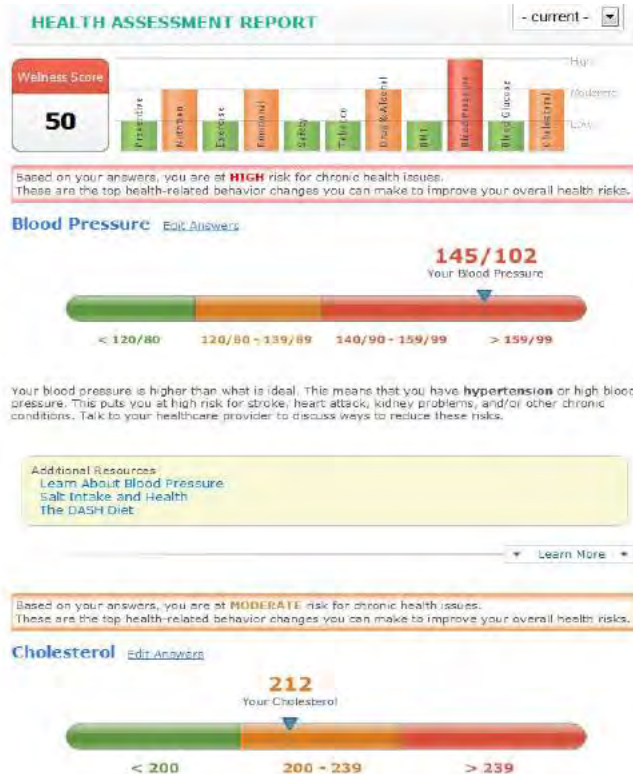 HEALTH ASSESSMENT REPORT
- current -
Wellness Score
50
Preventive
Nutrition
Exercise
Emotional
Safety
Tobacco
Drug & Alcohol
BMI
Blood Pressure
Blood Glucose
Cholesterol
High
Moderate
Low
Based on your answers, you are at HIGH risk for chronic health issues.
These are the top health-related behavior changes you can make to improve your overall health risks.
Blood Pressure Edit Answers
145/102
Your Blood Pressure
< 120/80 120/80 - 139/89 140/90 - 159/99 > 159/99
Your blood pressure is higher than what is ideal. This means that you have hypertension or high blood
pressure. This puts you at high risk for stroke, heart attack, kidney problems, and/or other chronic
conditions. Talk to your healthcare provider to discuss ways to reduce these risks.
Additional Resources
Learn About Blood Pressure
Salt Intake and Health
The DASH Diet
Learn More
Based on your answers, you are at MODERATE risk for chronic health issues.
These are the top health-related behavior changes you can make to improve your overall health risks.
Cholesterol Edit Answers
212
Your Cholesterol
< 200 200 - 239 > 239